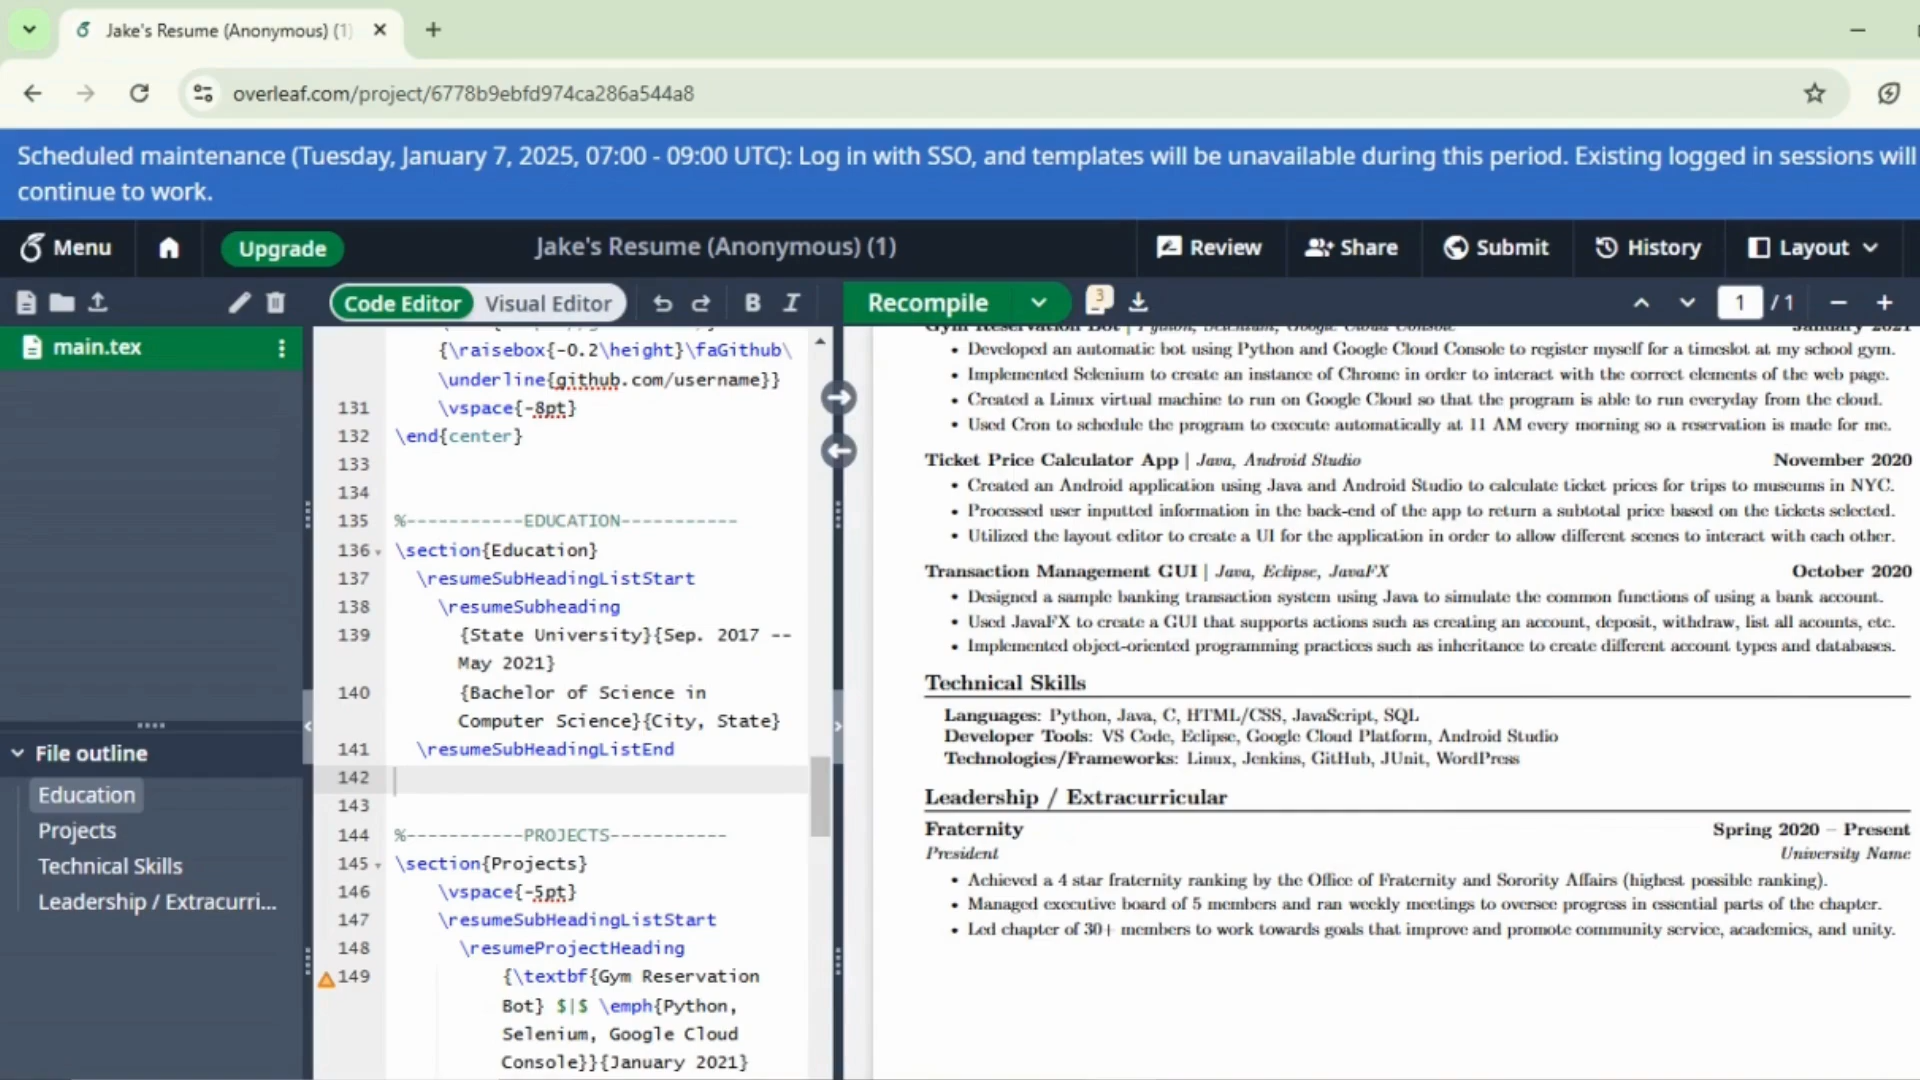 Jake's Resume (Anonymous) (1)
overleaf.com/project/6778b9ebfd974ca286a544a8
Scheduled maintenance (Tuesday, January 7, 2025, 07:00 - 09:00 UTC): Log in with SSO, and templates will be unavailable during this period. Existing logged in sessions will
continue to work.
Menu
Upgrade
Jake's Resume (Anonymous) (1)
Review
Share
Submit
History
Layout
Code Editor
Visual Editor
B I
Recompile
3
1 / 1
main.tex
File outline
Education
Projects
Technical Skills
Leadership / Extracurri...
{\raisebox{-0.2\height}\faGithub\
\underline{github.com/username}}
131 \vspace{-8pt}
132 \end{center}
133
134
135 %-----------EDUCATION-----------
136 \section{Education}
137 \resumeSubHeadingListStart
138 \resumeSubheading
139 {State University}{Sep. 2017 --
May 2021}
140 {Bachelor of Science in
Computer Science}{City, State}
141 \resumeSubHeadingListEnd
142
143
144 %-----------PROJECTS-----------
145 \section{Projects}
146 \vspace{-5pt}
147 \resumeSubHeadingListStart
148 \resumeProjectHeading
149 {\textbf{Gym Reservation
Bot} $|$ \emph{Python,
Selenium, Google Cloud
Console}}{January 2021}
Gym Reservation Bot | Python, Selenium, Google Cloud Console January 2021
• Developed an automatic bot using Python and Google Cloud Console to register myself for a timeslot at my school gym.
• Implemented Selenium to create an instance of Chrome in order to interact with the correct elements of the web page.
• Created a Linux virtual machine to run on Google Cloud so that the program is able to run everyday from the cloud.
• Used Cron to schedule the program to execute automatically at 11 AM every morning so a reservation is made for me.
Ticket Price Calculator App | Java, Android Studio November 2020
• Created an Android application using Java and Android Studio to calculate ticket prices for trips to museums in NYC.
• Processed user inputted information in the back-end of the app to return a subtotal price based on the tickets selected.
• Utilized the layout editor to create a UI for the application in order to allow different scenes to interact with each other.
Transaction Management GUI | Java, Eclipse, JavaFX October 2020
• Designed a sample banking transaction system using Java to simulate the common functions of using a bank account.
• Used JavaFX to create a GUI that supports actions such as creating an account, deposit, withdraw, list all acounts, etc.
• Implemented object-oriented programming practices such as inheritance to create different account types and databases.
Technical Skills
Languages: Python, Java, C, HTML/CSS, JavaScript, SQL
Developer Tools: VS Code, Eclipse, Google Cloud Platform, Android Studio
Technologies/Frameworks: Linux, Jenkins, GitHub, JUnit, WordPress
Leadership / Extracurricular
Fraternity Spring 2020 – Present
President University Name
• Achieved a 4 star fraternity ranking by the Office of Fraternity and Sorority Affairs (highest possible ranking).
• Managed executive board of 5 members and ran weekly meetings to oversee progress in essential parts of the chapter.
• Led chapter of 30+ members to work towards goals that improve and promote community service, academics, and unity.